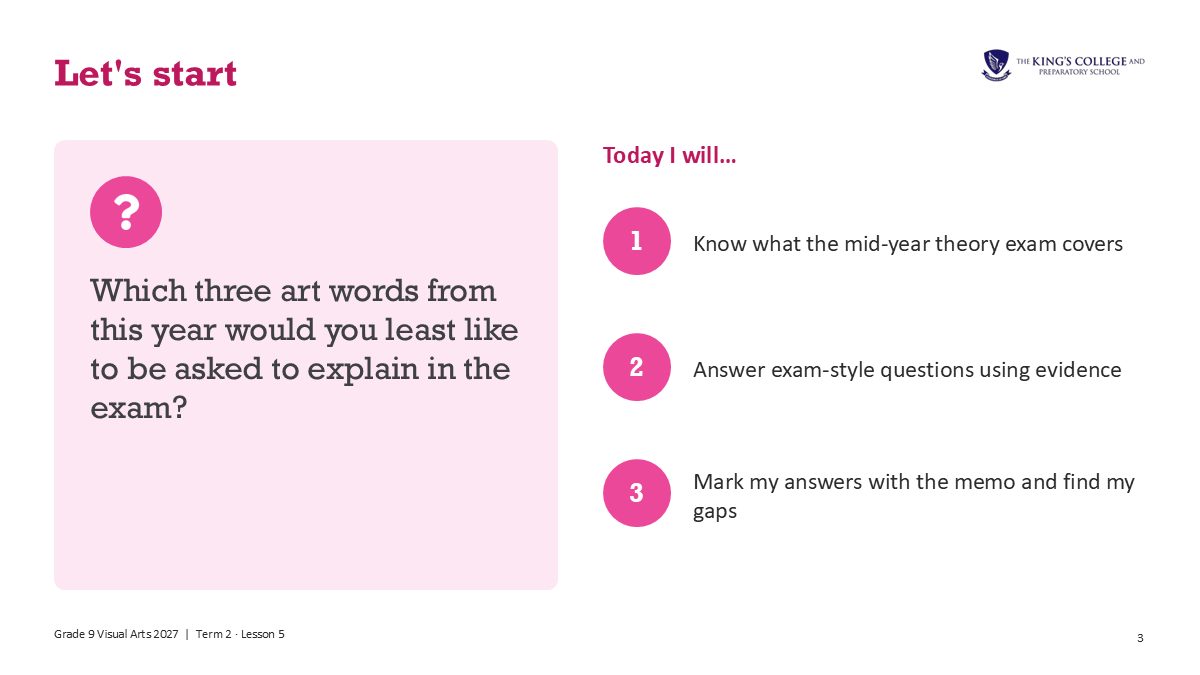 Let's start
THE KING'S COLLEGE AND
PREPARATORY SCHOOL
?
Which three art words from
this year would you least like
to be asked to explain in the
exam?
Today I will...
1
Know what the mid-year theory exam covers
2
Answer exam-style questions using evidence
3
Mark my answers with the memo and find my
gaps
Grade 9 Visual Arts 2027 | Term 2 · Lesson 5
3